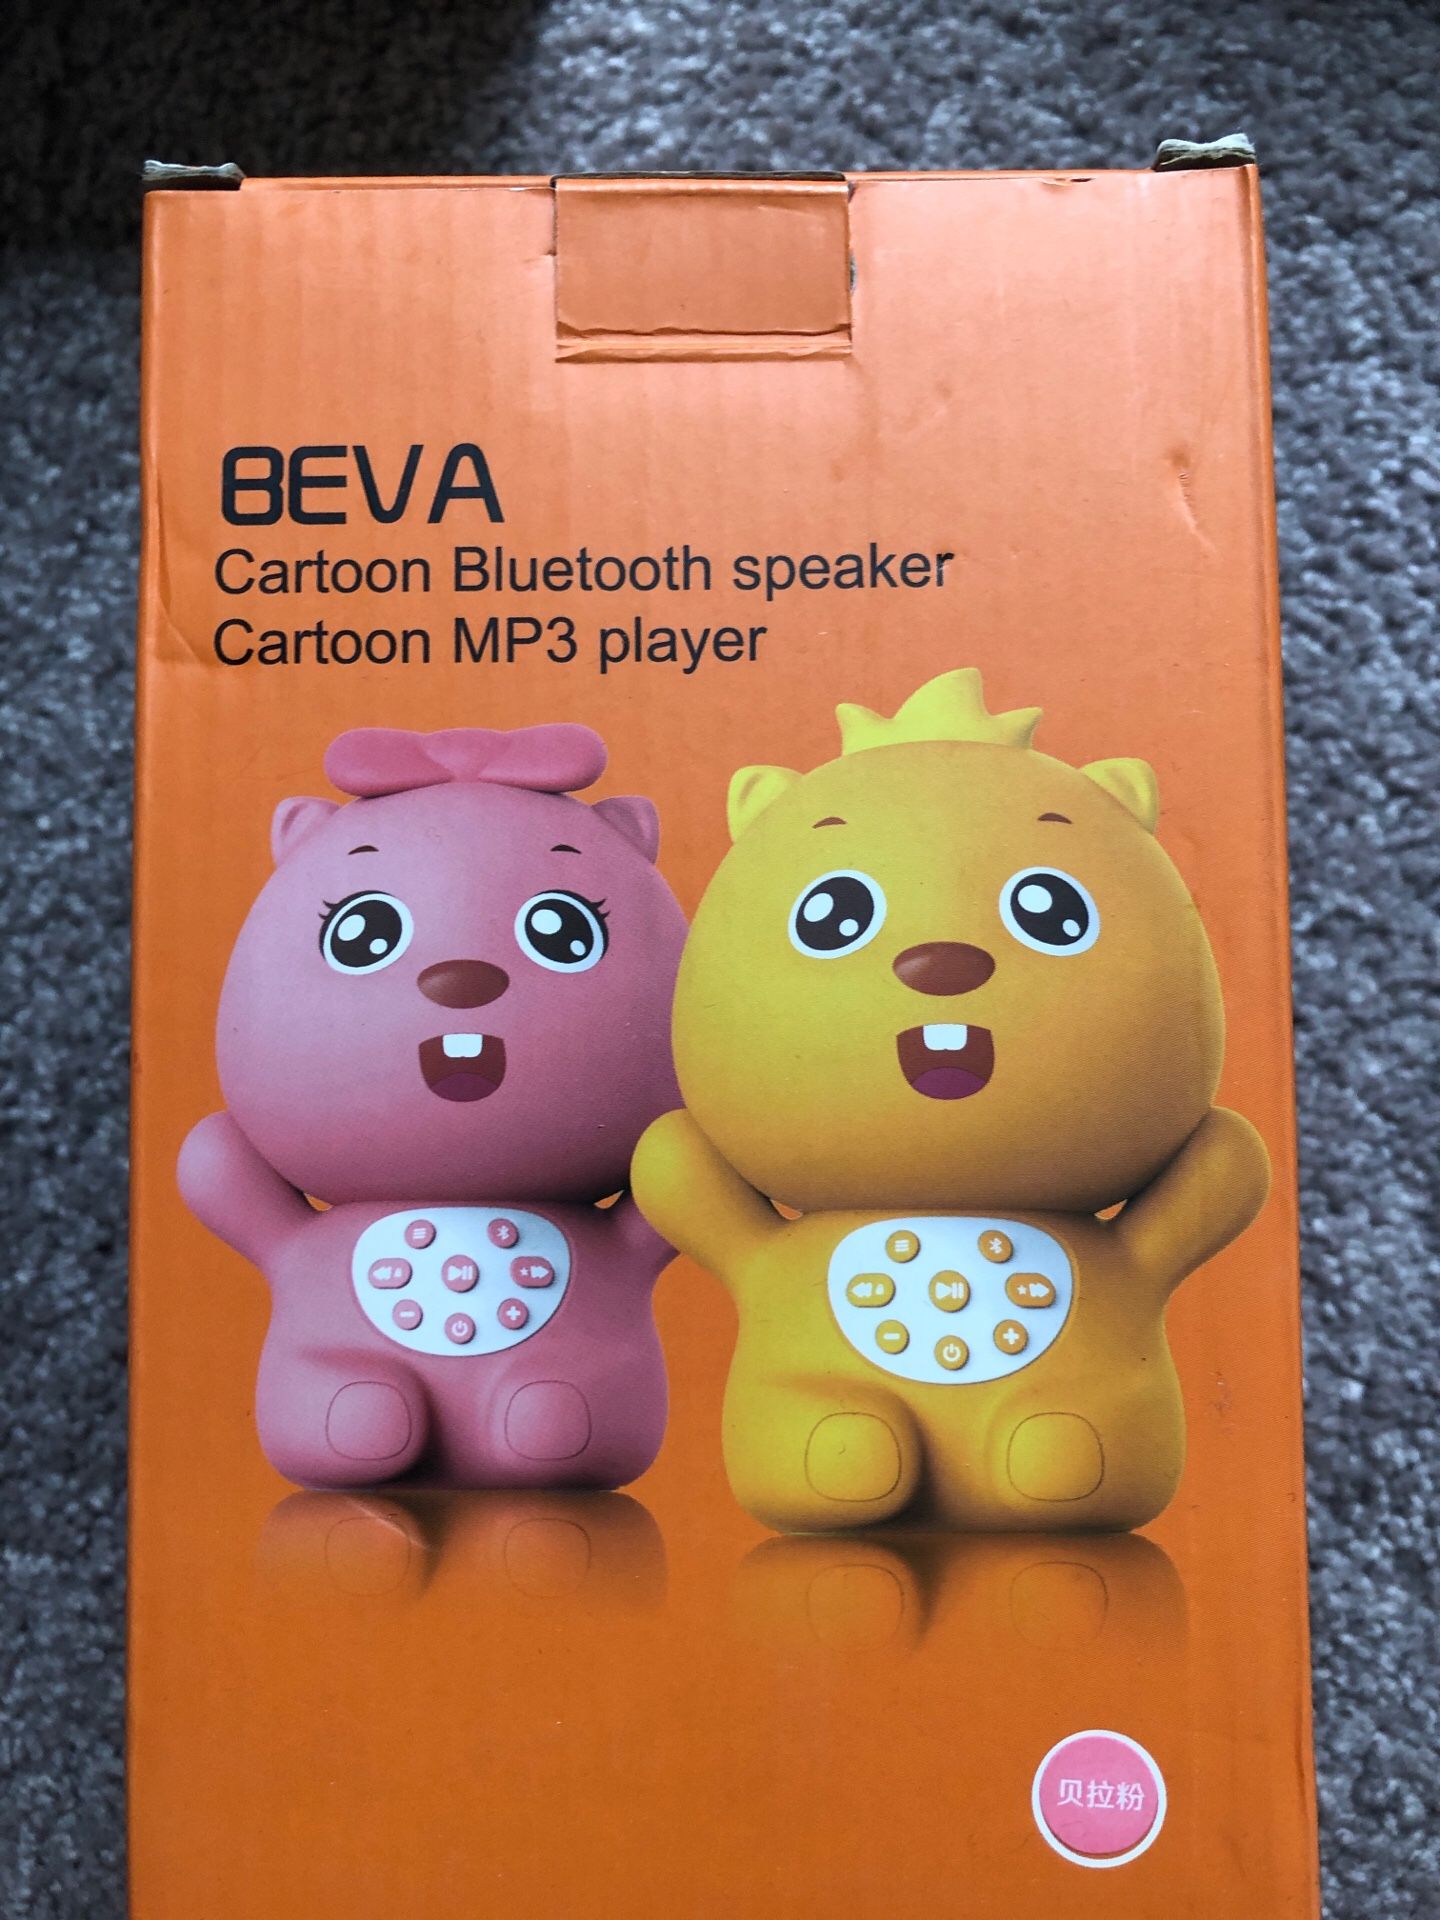 BEVA
Cartoon Bluetooth speaker
Cartoon MP3 player
贝拉粉